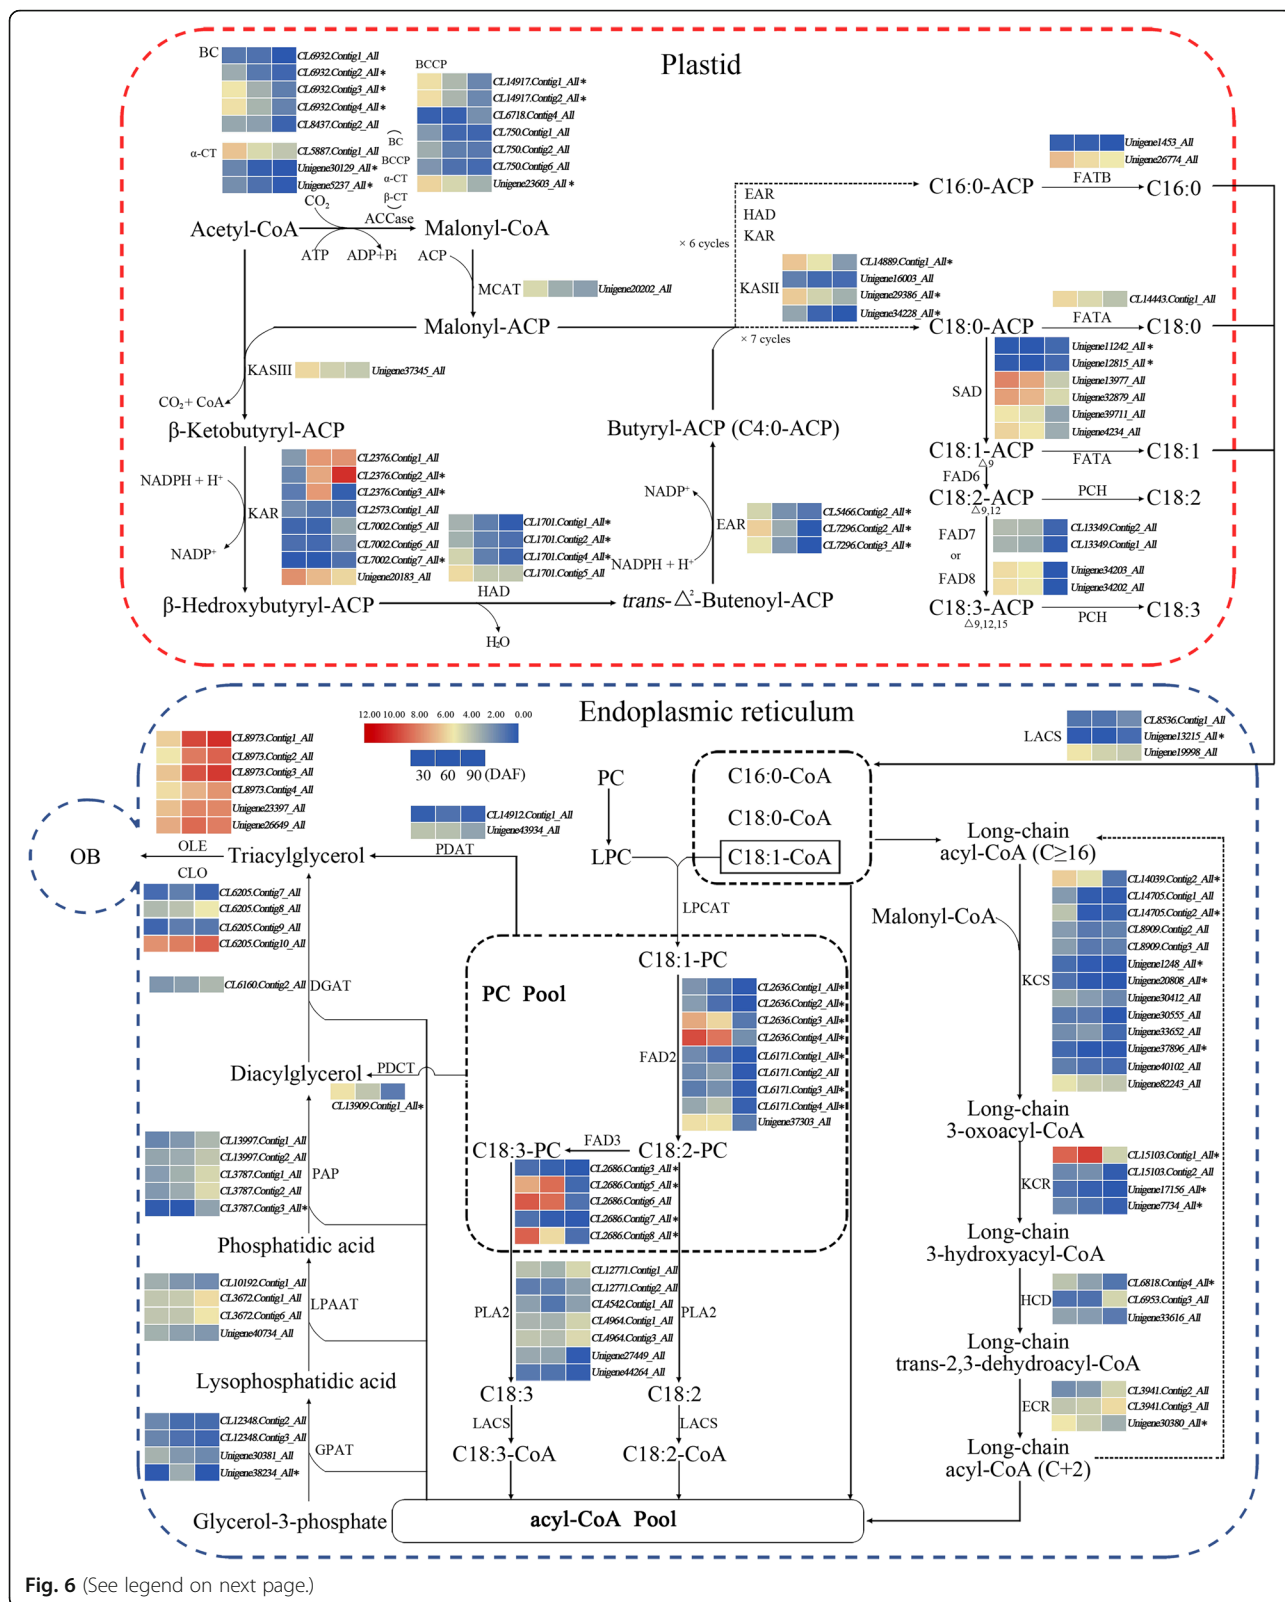 Plastid
BC
CL6932.Contig1_All
CL6932.Contig2_All*
CL6932.Contig3_All*
CL6932.Contig4_All*
CL8437.Contig2_All
α-CT
CL5887.Contig1_All
Unigene30129_All*
Unigene5237_All*
BCCP
CL14917.Contig1_All*
CL14917.Contig2_All*
CL6718.Contig4_All
CL750.Contig1_All
CL750.Contig2_All
CL750.Contig6_All
Unigene23603_All*
(
BC
BCCP
α-CT
β-CT
)
CO₂
ACCase
Acetyl-CoA
Malonyl-CoA
ATP
ADP+Pi
ACP
MCAT
Unigene20202_All
Malonyl-ACP
KASIII
Unigene37345_All
CO₂+ CoA
β-Ketobutyryl-ACP
NADPH + H⁺
KAR
NADP⁺
CL2376.Contig1_All
CL2376.Contig2_All*
CL2376.Contig3_All*
CL2573.Contig1_All
CL7002.Contig5_All
CL7002.Contig6_All
CL7002.Contig7_All*
Unigene20183_All
β-Hedroxybutyryl-ACP
CL1701.Contig1_All*
CL1701.Contig2_All*
CL1701.Contig4_All*
CL1701.Contig5_All
HAD
H₂O
trans-△²-Butenoyl-ACP
NADP⁺
EAR
NADPH + H⁺
CL5466.Contig2_All*
CL7296.Contig2_All*
CL7296.Contig3_All*
Butyryl-ACP (C4:0-ACP)
× 6 cycles
× 7 cycles
EAR
HAD
KAR
KASII
CL14889.Contig1_All*
Unigene16003_All
Unigene29386_All*
Unigene34228_All*
Unigene1453_All
Unigene26774_All
C16:0-ACP
FATB
C16:0
CL14443.Contig1_All
C18:0-ACP
FATA
C18:0
SAD
Unigene11242_All*
Unigene12815_All*
Unigene13977_All
Unigene32879_All
Unigene39711_All
Unigene4234_All
C18:1-ACP
△9
FATA
C18:1
FAD6
C18:2-ACP
△9,12
PCH
C18:2
FAD7
or
FAD8
CL13349.Contig2_All
CL13349.Contig1_All
Unigene34203_All
Unigene34202_All
C18:3-ACP
△9,12,15
PCH
C18:3
Endoplasmic reticulum
12.00 10.00 8.00 6.00 4.00 2.00 0.00
30 60 90 (DAF)
LACS
CL8536.Contig1_All
Unigene13215_All*
Unigene19998_All
CL8973.Contig1_All
CL8973.Contig2_All
CL8973.Contig3_All
CL8973.Contig4_All
Unigene23397_All
Unigene26649_All
OB
OLE
CLO
Triacylglycerol
CL14912.Contig1_All
Unigene43934_All
PDAT
CL6205.Contig7_All
CL6205.Contig8_All
CL6205.Contig9_All
CL6205.Contig10_All
CL6160.Contig2_All
DGAT
Diacylglycerol
PDCT
CL13909.Contig1_All*
CL13997.Contig1_All
CL13997.Contig2_All
CL3787.Contig1_All
CL3787.Contig2_All
CL3787.Contig3_All*
PAP
Phosphatidic acid
CL10192.Contig1_All
CL3672.Contig1_All
CL3672.Contig6_All
Unigene40734_All
LPAAT
Lysophosphatidic acid
CL12348.Contig2_All
CL12348.Contig3_All
Unigene30381_All
Unigene38234_All*
GPAT
Glycerol-3-phosphate
PC
LPC
C16:0-CoA
C18:0-CoA
C18:1-CoA
LPCAT
C18:1-PC
PC Pool
FAD2
CL2636.Contig1_All*
CL2636.Contig2_All*
CL2636.Contig3_All*
CL2636.Contig4_All*
CL6171.Contig1_All*
CL6171.Contig2_All
CL6171.Contig3_All*
CL6171.Contig4_All*
Unigene37303_All
C18:3-PC
FAD3
C18:2-PC
CL2686.Contig3_All*
CL2686.Contig5_All*
CL2686.Contig6_All
CL2686.Contig7_All*
CL2686.Contig8_All*
PLA2
CL12771.Contig1_All
CL12771.Contig2_All
CL4542.Contig1_All
CL4964.Contig1_All
CL4964.Contig3_All
Unigene27449_All
Unigene44264_All
PLA2
C18:3
C18:2
LACS
LACS
C18:3-CoA
C18:2-CoA
acyl-CoA Pool
Long-chain
acyl-CoA (C≥16)
Malonyl-CoA
KCS
CL14039.Contig2_All*
CL14705.Contig1_All
CL14705.Contig2_All*
CL8909.Contig2_All
CL8909.Contig3_All
Unigene1248_All*
Unigene20808_All*
Unigene30412_All
Unigene30555_All
Unigene33652_All
Unigene37896_All*
Unigene40102_All
Unigene82243_All
Long-chain
3-oxoacyl-CoA
KCR
CL15103.Contig1_All*
CL15103.Contig2_All
Unigene17156_All*
Unigene7734_All*
Long-chain
3-hydroxyacyl-CoA
HCD
CL6818.Contig4_All*
CL6953.Contig3_All
Unigene33616_All
Long-chain
trans-2,3-dehydroacyl-CoA
ECR
CL3941.Contig2_All
CL3941.Contig3_All
Unigene30380_All*
Long-chain
acyl-CoA (C+2)
Fig. 6 (See legend on next page.)